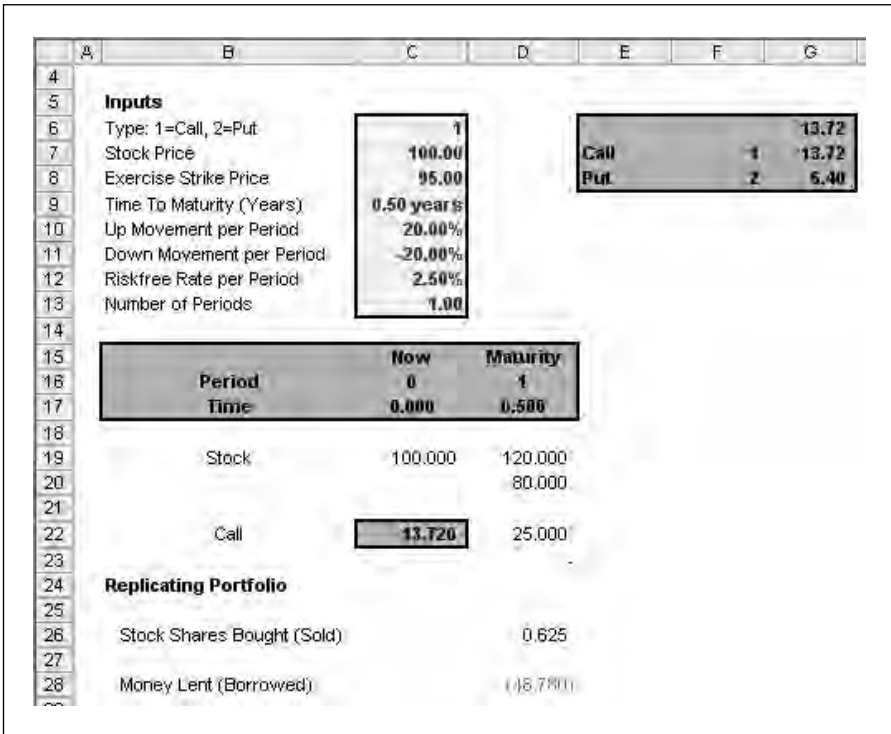 A B C D E F G
4
5 Inputs
6 Type: 1=Call, 2=Put 1 13.72
7 Stock Price 100.00 Call 1 13.72
8 Exercise Strike Price 95.00 Put 2 6.40
9 Time To Maturity (Years) 0.50 years
10 Up Movement per Period 20.00%
11 Down Movement per Period -20.00%
12 Riskfree Rate per Period 2.50%
13 Number of Periods 1.00
14
15 Now Maturity
16 Period 0 1
17 Time 0.000 0.500
18
19 Stock 100.000 120.000
20 80.000
21
22 Call 13.720 25.000
23 -
24 Replicating Portfolio
25
26 Stock Shares Bought (Sold) 0.625
27
28 Money Lent (Borrowed) (48.780)